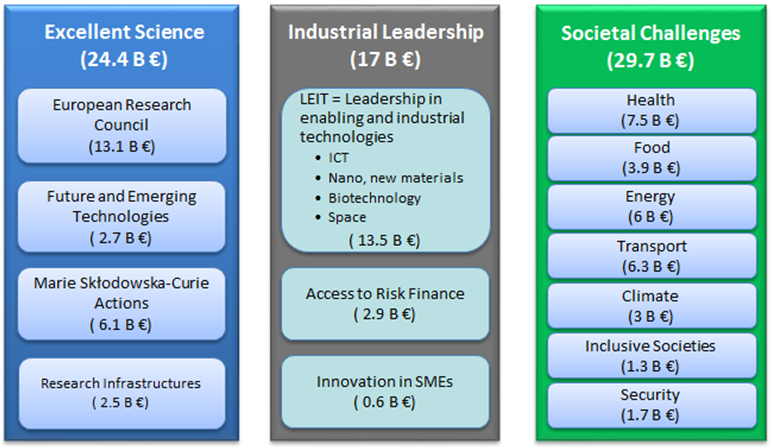 Excellent Science
(24.4 B €)
European Research
Council
(13.1 B €)
Future and Emerging
Technologies
( 2.7 B €)
Marie Skłodowska-Curie
Actions
( 6.1 B €)
Research Infrastructures
( 2.5 B €)
Industrial Leadership
(17 B €)
LEIT = Leadership in
enabling and industrial
technologies
• ICT
• Nano, new materials
• Biotechnology
• Space
( 13.5 B €)
Access to Risk Finance
( 2.9 B €)
Innovation in SMEs
( 0.6 B €)
Societal Challenges
(29.7 B €)
Health
(7.5 B €)
Food
(3.9 B €)
Energy
(6 B €)
Transport
(6.3 B €)
Climate
(3 B €)
Inclusive Societies
(1.3 B €)
Security
(1.7 B €)